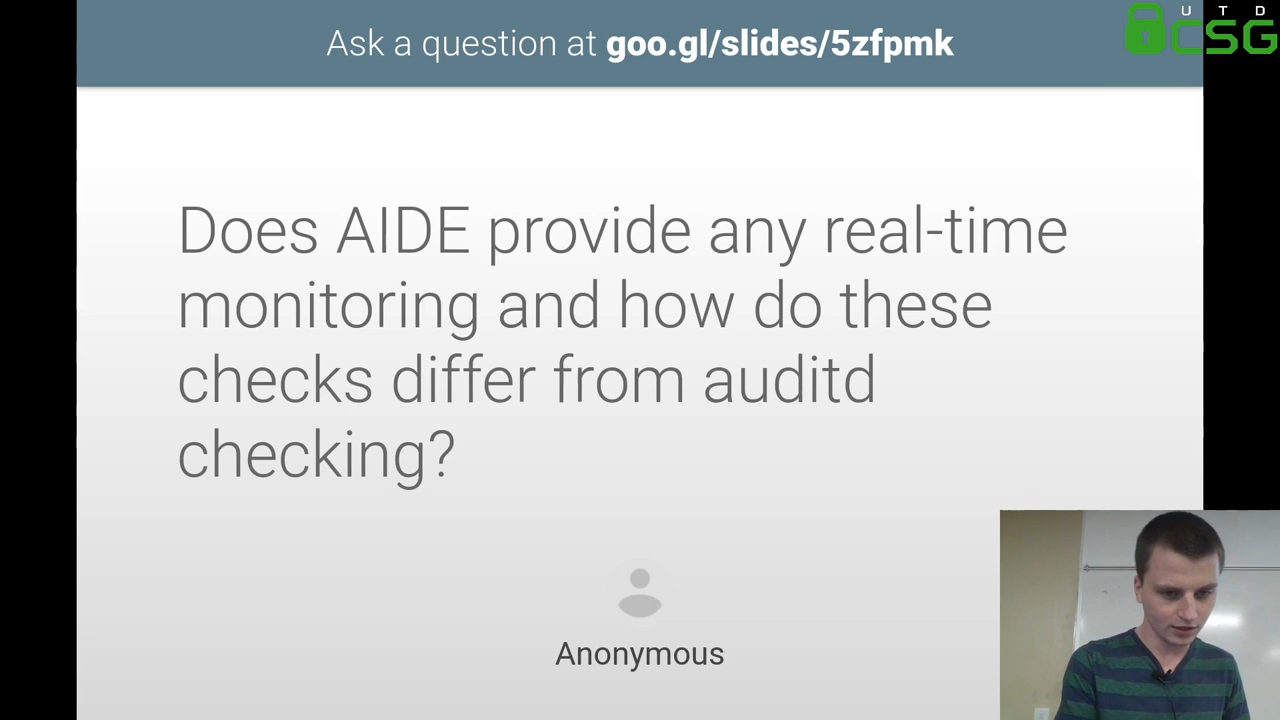 Ask a question at goo.gl/slides/5zfpmk
U T D
CSG
Does AIDE provide any real-time
monitoring and how do these
checks differ from auditd
checking?
Anonymous